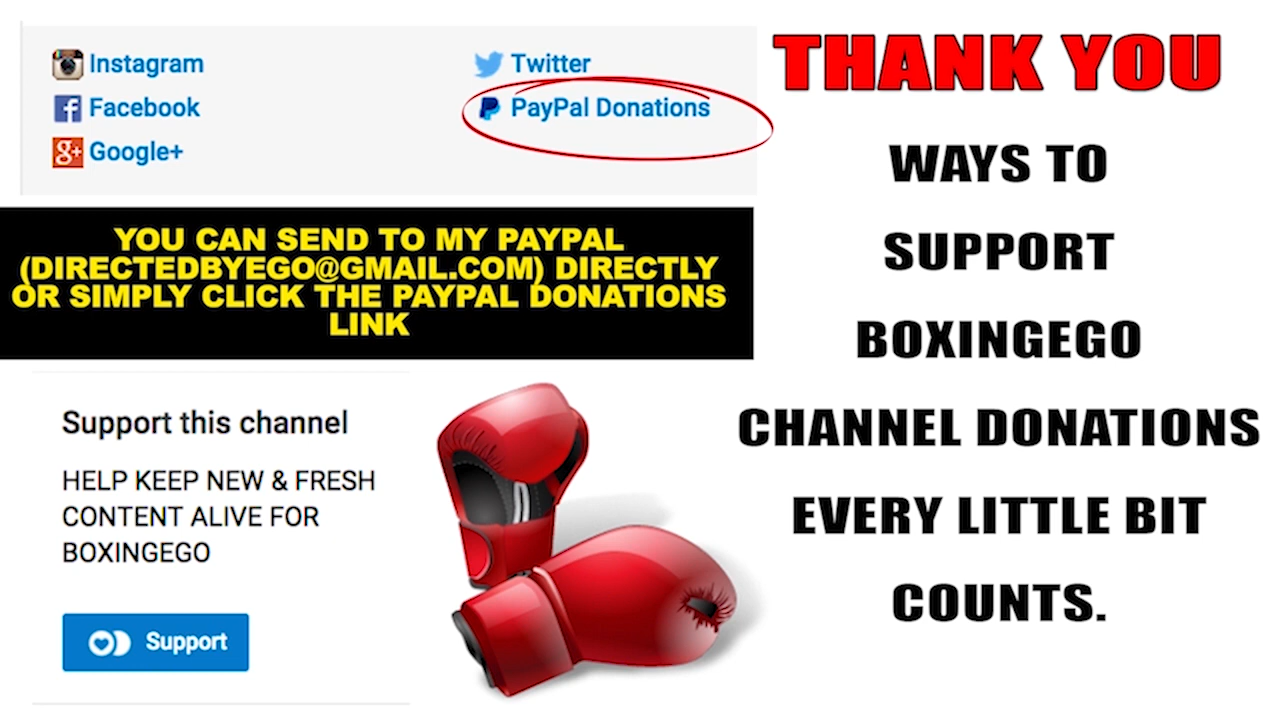 Instagram
Facebook
Google+
Twitter
PayPal Donations
YOU CAN SEND TO MY PAYPAL
(DIRECTEDBYEGO@GMAIL.COM) DIRECTLY
OR SIMPLY CLICK THE PAYPAL DONATIONS
LINK
Support this channel
HELP KEEP NEW & FRESH
CONTENT ALIVE FOR
BOXINGEGO
Support
THANK YOU
WAYS TO
SUPPORT
BOXINGEGO
CHANNEL DONATIONS
EVERY LITTLE BIT
COUNTS.